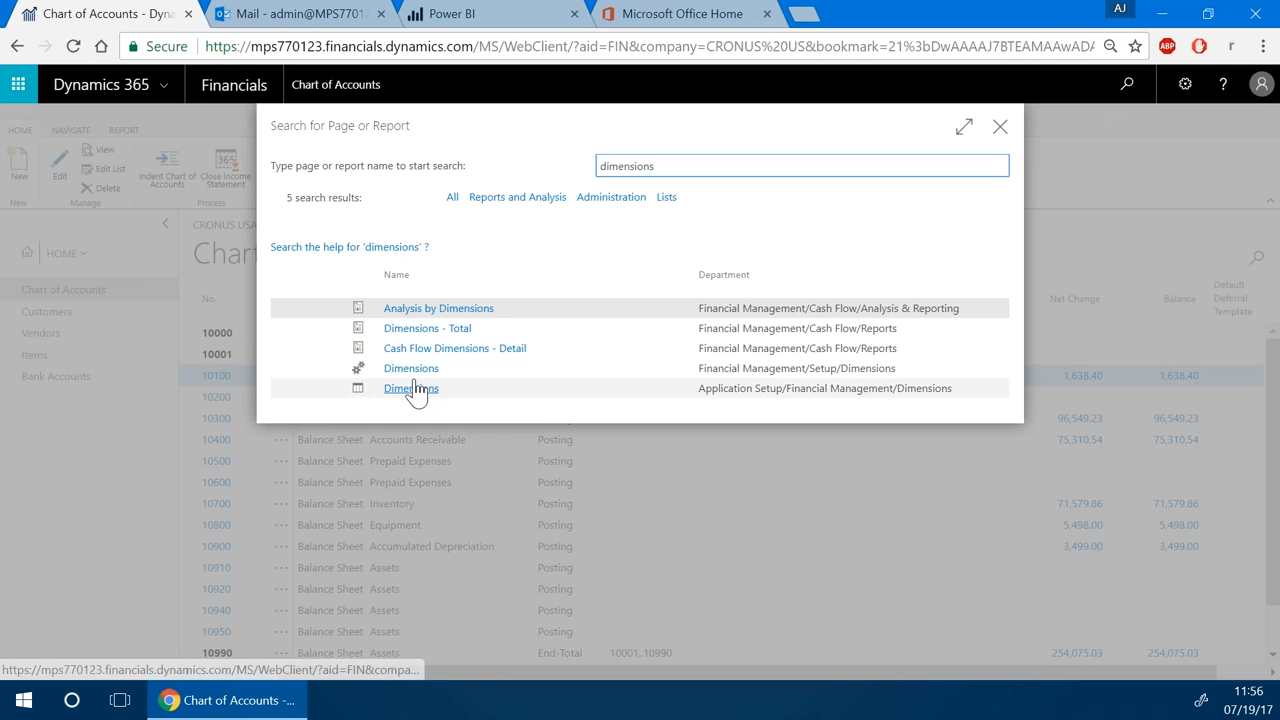 Chart of Accounts - Dyna
Mail - admin@MPS7701
Power BI
Microsoft Office Home
AJ
Secure
https://mps770123.financials.dynamics.com/MS/WebClient/?aid=FIN&company=CRONUS%20US&bookmark=21%3bDwAAAAJ7BTEAMAAwADA
ABP
r
Dynamics 365
Financials
Chart of Accounts
?
HOME
NAVIGATE
REPORT
New
Edit
View
Edit List
Delete
Indent Chart of Accounts
Close Income Statement
New
Manage
Process
Search for Page or Report
Type page or report name to start search:
dimensions
5 search results:
All
Reports and Analysis
Administration
Lists
Search the help for 'dimensions' ?
Name
Department
Analysis by Dimensions
Financial Management/Cash Flow/Analysis & Reporting
Dimensions - Total
Financial Management/Cash Flow/Reports
Cash Flow Dimensions - Detail
Financial Management/Cash Flow/Reports
Dimensions
Financial Management/Setup/Dimensions
Dimensions
Application Setup/Financial Management/Dimensions
HOME
Chart of Accounts
Customers
Vendors
Items
Bank Accounts
CRONUS USA
Chart
No.
Net Change
Balance
Default Deferral Template
10000
10001
10100
1,638.40
1,638.40
10200
10300
96,549.23
96,549.23
10400
Balance Sheet
Accounts Receivable
Posting
75,310.54
75,310.54
10500
Balance Sheet
Prepaid Expenses
Posting
10600
Balance Sheet
Prepaid Expenses
Posting
10700
Balance Sheet
Inventory
Posting
71,579.86
71,579.86
10800
Balance Sheet
Equipment
Posting
5,498.00
5,498.00
10900
Balance Sheet
Accumulated Depreciation
Posting
3,499.00
3,499.00
10910
Balance Sheet
Assets
Posting
10920
Balance Sheet
Assets
Posting
10940
Balance Sheet
Assets
Posting
10950
Balance Sheet
Assets
Posting
10990
Balance Sheet
Assets
End-Total
10001..10990
254,075.03
254,075.03
https://mps770123.financials.dynamics.com/MS/WebClient/?aid=FIN&compa...
Chart of Accounts -...
11:56
07/19/17